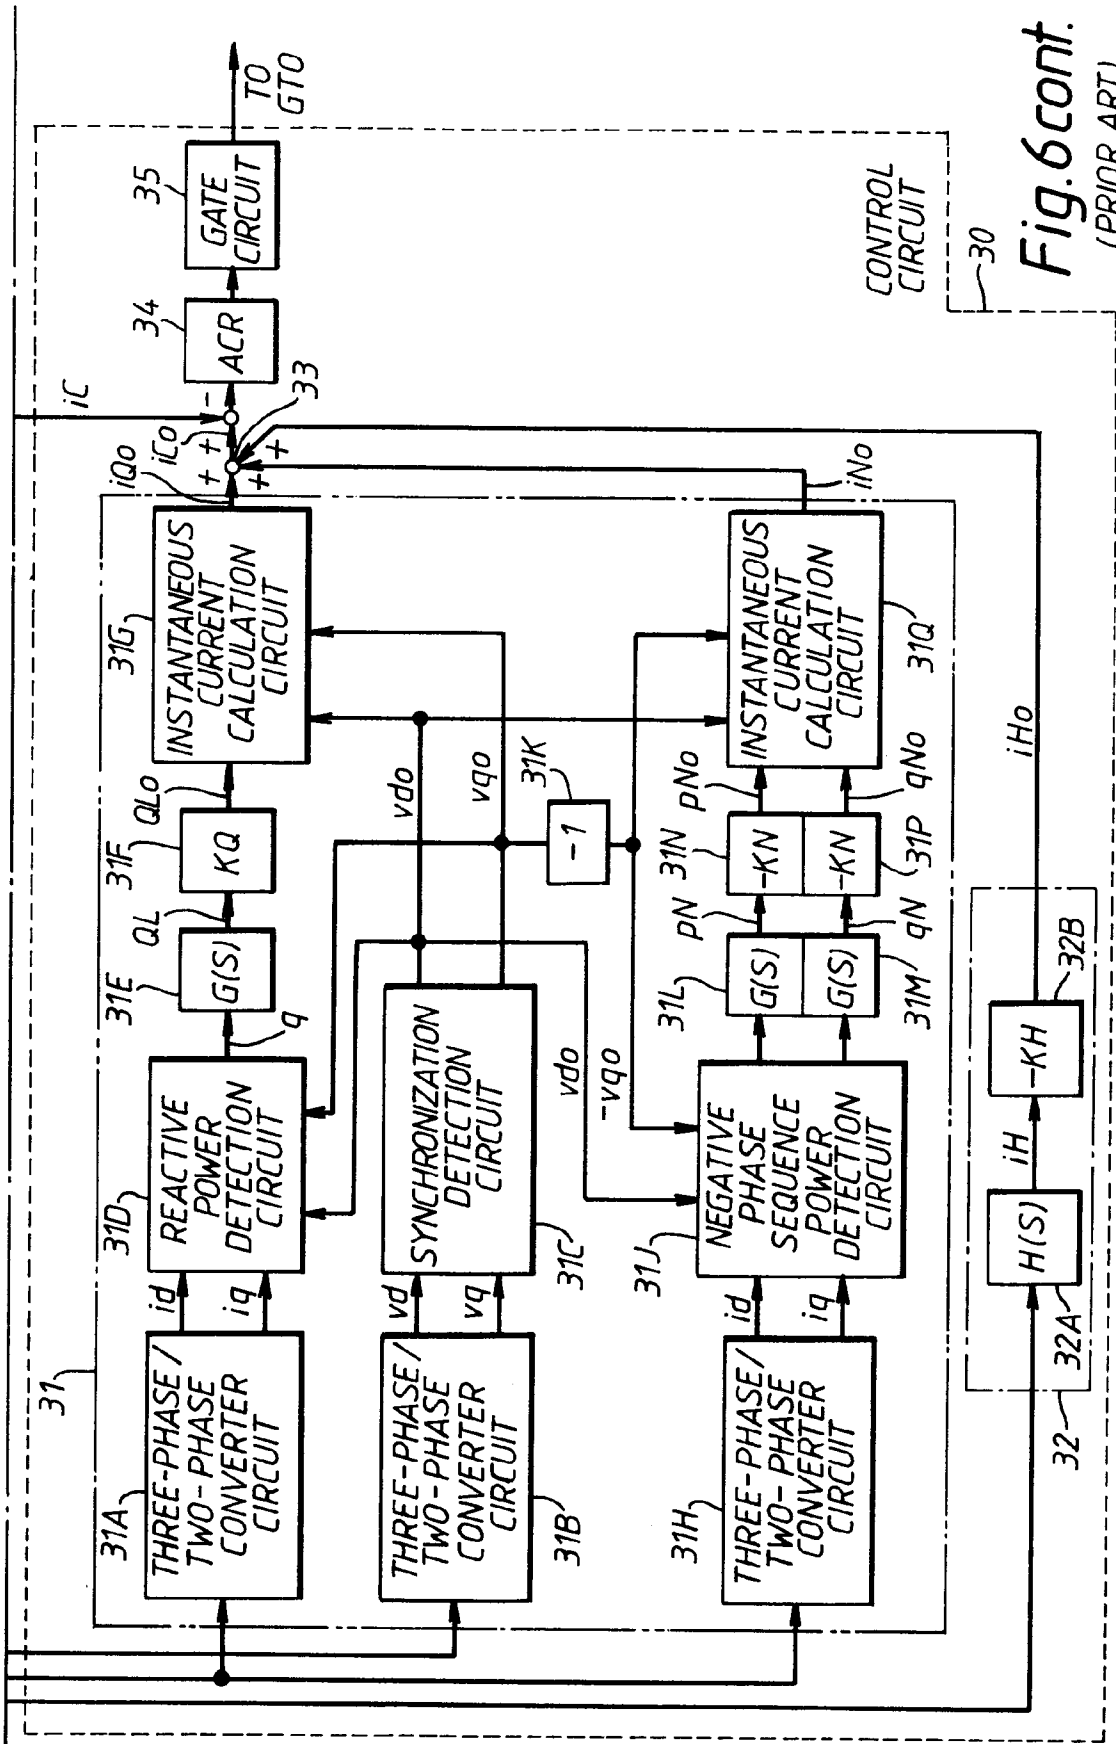 TO
GTO
35
GATE
CIRCUIT
34
ACR
33
iC
-
iCo
+
+
+
+
iQo
31G
INSTANTANEOUS
CURRENT
CALCULATION
CIRCUIT
QLo
31F
KQ
QL
31E
G(S)
q
31D
REACTIVE
POWER
DETECTION
CIRCUIT
id
iq
31A
THREE-PHASE/
TWO-PHASE
CONVERTER
CIRCUIT
31
vdo
vqo
31K
-1
SYNCHRONIZATION
DETECTION
CIRCUIT
31C
vd
vq
THREE-PHASE/
TWO-PHASE
CONVERTER
CIRCUIT
31B
vdo
-vqo
iNo
INSTANTANEOUS
CURRENT
CALCULATION
CIRCUIT
31Q
pNo
qNo
31N
-KN
-KN
31P
pN
qN
31L
G(S)
G(S)
31M
NEGATIVE
PHASE
SEQUENCE
POWER
DETECTION
CIRCUIT
31J
id
iq
31H
THREE-PHASE/
TWO-PHASE
CONVERTER
CIRCUIT
iHo
32B
-KH
iH
H(S)
32A
32
CONTROL
CIRCUIT
30
Fig.6cont.
(PRIOR ART)